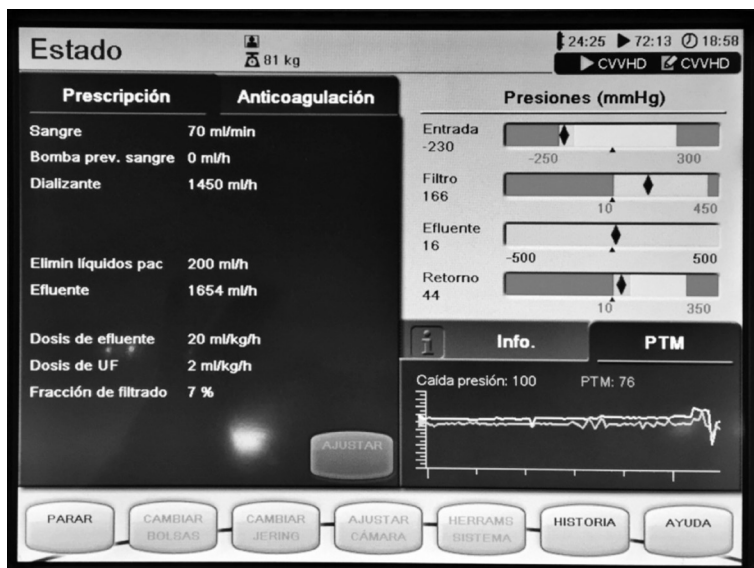 Estado
81 kg
24:25 72:13 18:58
CVVHD CVVHD
Prescripción Anticoagulación
Sangre 70 ml/min
Bomba prev. sangre 0 ml/h
Dializante 1450 ml/h
Elimin líquidos pac 200 ml/h
Efluente 1654 ml/h
Dosis de efluente 20 ml/kg/h
Dosis de UF 2 ml/kg/h
Fracción de filtrado 7 %
AJUSTAR
Presiones (mmHg)
Entrada
-230
-250 300
Filtro
166
10 450
Efluente
16
-500 500
Retorno
44
10 350
i Info. PTM
Caída presión: 100 PTM: 76
PARAR
CAMBIAR
BOLSAS
CAMBIAR
JERING
AJUSTAR
CÁMARA
HERRAMS
SISTEMA
HISTORIA
AYUDA